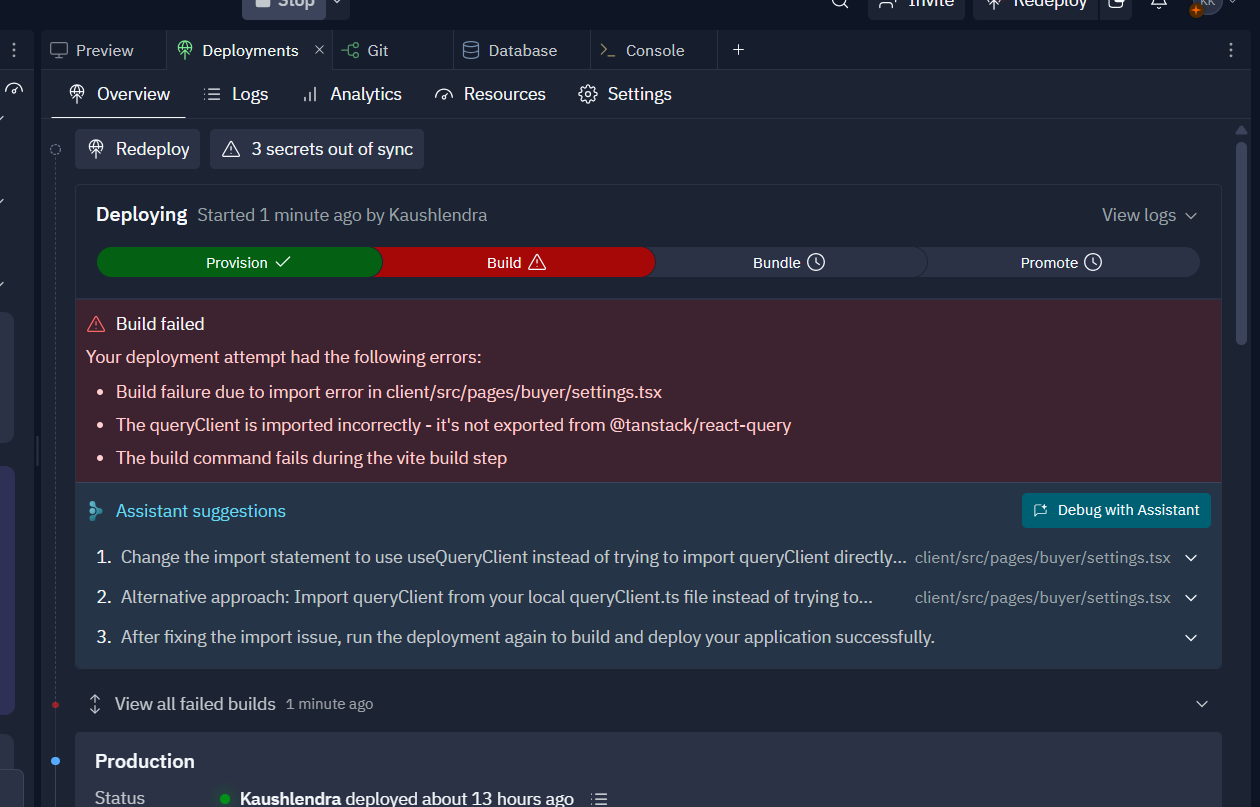 Stop
Invite
Redeploy
KK
Preview
Deployments
Git
Database
Console
Overview
Logs
Analytics
Resources
Settings
Redeploy
3 secrets out of sync
Deploying Started 1 minute ago by Kaushlendra
View logs
Provision
Build
Bundle
Promote
Build failed
Your deployment attempt had the following errors:
• Build failure due to import error in client/src/pages/buyer/settings.tsx
• The queryClient is imported incorrectly - it's not exported from @tanstack/react-query
• The build command fails during the vite build step
Assistant suggestions
Debug with Assistant
1. Change the import statement to use useQueryClient instead of trying to import queryClient directly... client/src/pages/buyer/settings.tsx
2. Alternative approach: Import queryClient from your local queryClient.ts file instead of trying to... client/src/pages/buyer/settings.tsx
3. After fixing the import issue, run the deployment again to build and deploy your application successfully.
View all failed builds 1 minute ago
Production
Status Kaushlendra deployed about 13 hours ago